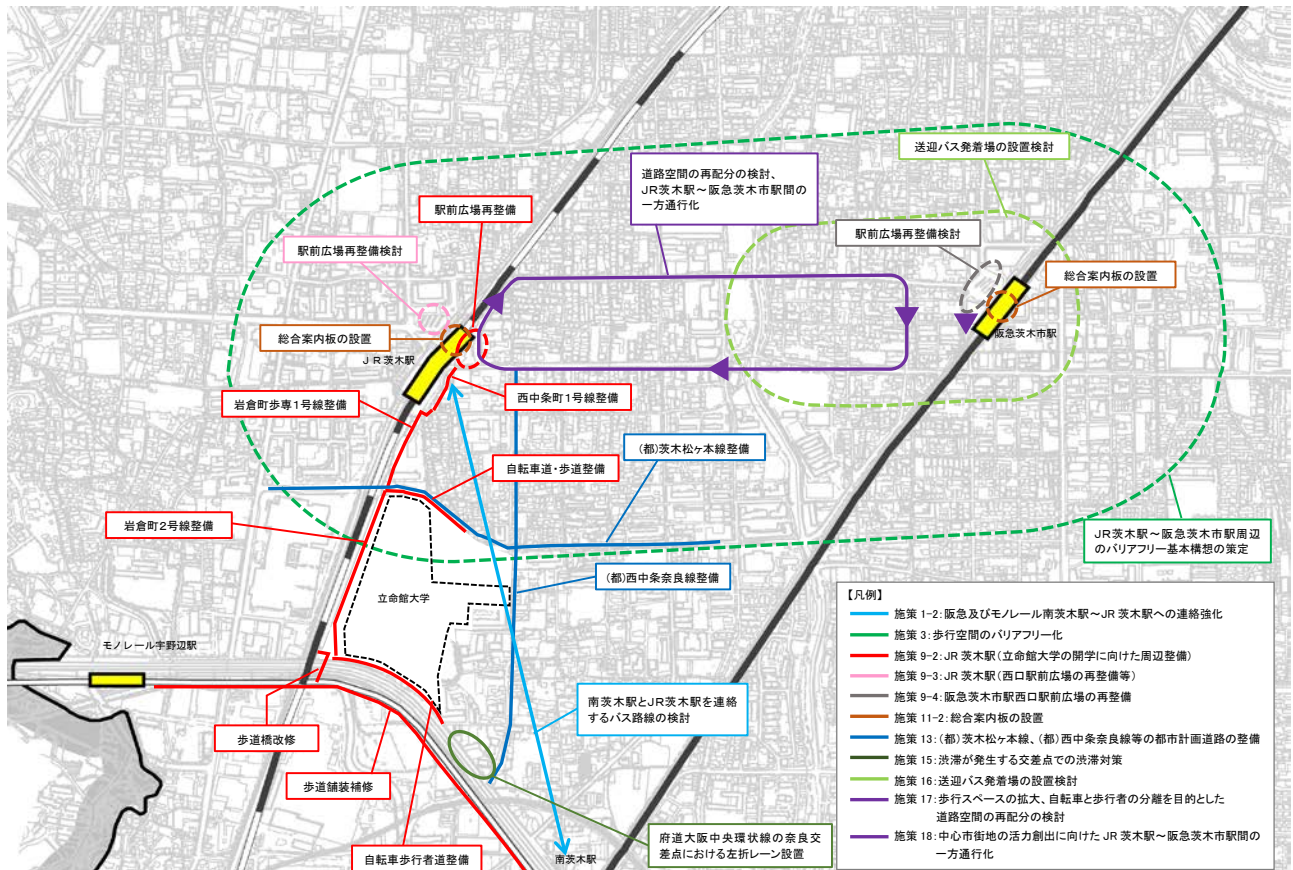 送迎バス発着場の設置検討
道路空間の再配分の検討、
JR茨木駅～阪急茨木市駅間の
一方通行化
駅前広場再整備
駅前広場再整備検討
駅前広場再整備検討
総合案内板の設置
総合案内板の設置
JR茨木駅
阪急茨木市駅
西中条町1号線整備
岩倉町歩専1号線整備
(都)茨木松ヶ本線整備
自転車道・歩道整備
岩倉町2号線整備
JR茨木駅～阪急茨木市駅周辺
のバリアフリー基本構想の策定
(都)西中条奈良線整備
立命館大学
モノレール宇野辺駅
南茨木駅とJR茨木駅を連絡
するバス路線の検討
歩道橋改修
歩道舗装補修
自転車歩行者道整備
南茨木駅
府道大阪中央環状線の奈良交
差点における左折レーン設置
【凡例】
施策 1-2:阪急及びモノレール南茨木駅～JR 茨木駅への連絡強化
施策 3:歩行空間のバリアフリー化
施策 9-2:JR 茨木駅(立命館大学の開学に向けた周辺整備)
施策 9-3:JR 茨木駅(西口駅前広場の再整備等)
施策 9-4:阪急茨木市駅西口駅前広場の再整備
施策 11-2:総合案内板の設置
施策 13:(都)茨木松ヶ本線、(都)西中条奈良線等の都市計画道路の整備
施策 15:渋滞が発生する交差点での渋滞対策
施策 16:送迎バス発着場の設置検討
施策 17:歩行スペースの拡大、自転車と歩行者の分離を目的とした
道路空間の再配分の検討
施策 18:中心市街地の活力創出に向けた JR 茨木駅～阪急茨木市駅間の
一方通行化